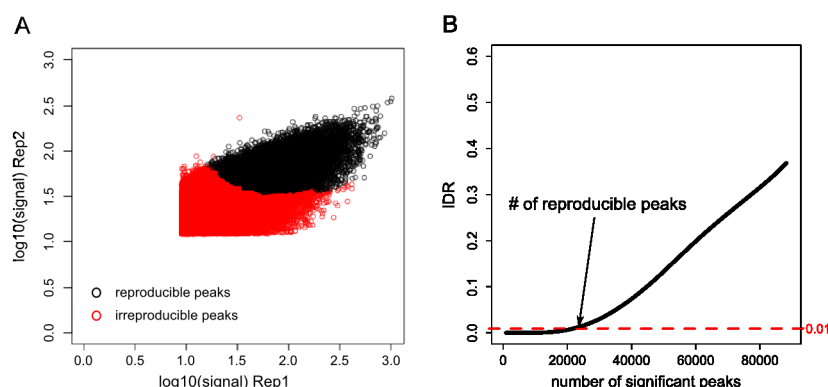 A
log10(signal) Rep2
3.0
2.5
2.0
1.5
1.0
0.5
0.0
reproducible peaks
irreproducible peaks
0.0 0.5 1.0 1.5 2.0 2.5 3.0
log10(signal) Rep1
B
IDR
0.6
0.4
0.3
0.2
0.1
0.0
# of reproducible peaks
0.01
0 20000 40000 60000 80000
number of significant peaks